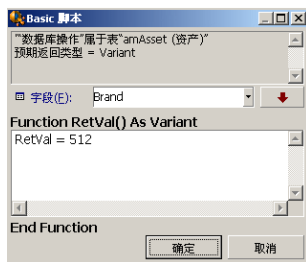 Basic 脚本
"“数据库操作”属于表“amAsset (资产)”
预期返回类型 = Variant
字段(F): Brand
Function RetVal() As Variant
RetVal = 512
End Function
确定 取消